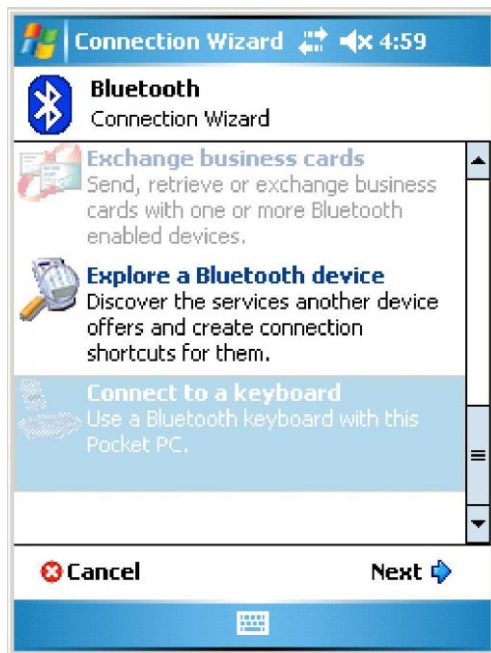 Connection Wizard 4:59
Bluetooth
Connection Wizard
Exchange business cards
Send, retrieve or exchange business
cards with one or more Bluetooth
enabled devices.
Explore a Bluetooth device
Discover the services another device
offers and create connection
shortcuts for them.
Connect to a keyboard
Use a Bluetooth keyboard with this
Pocket PC.
Cancel Next